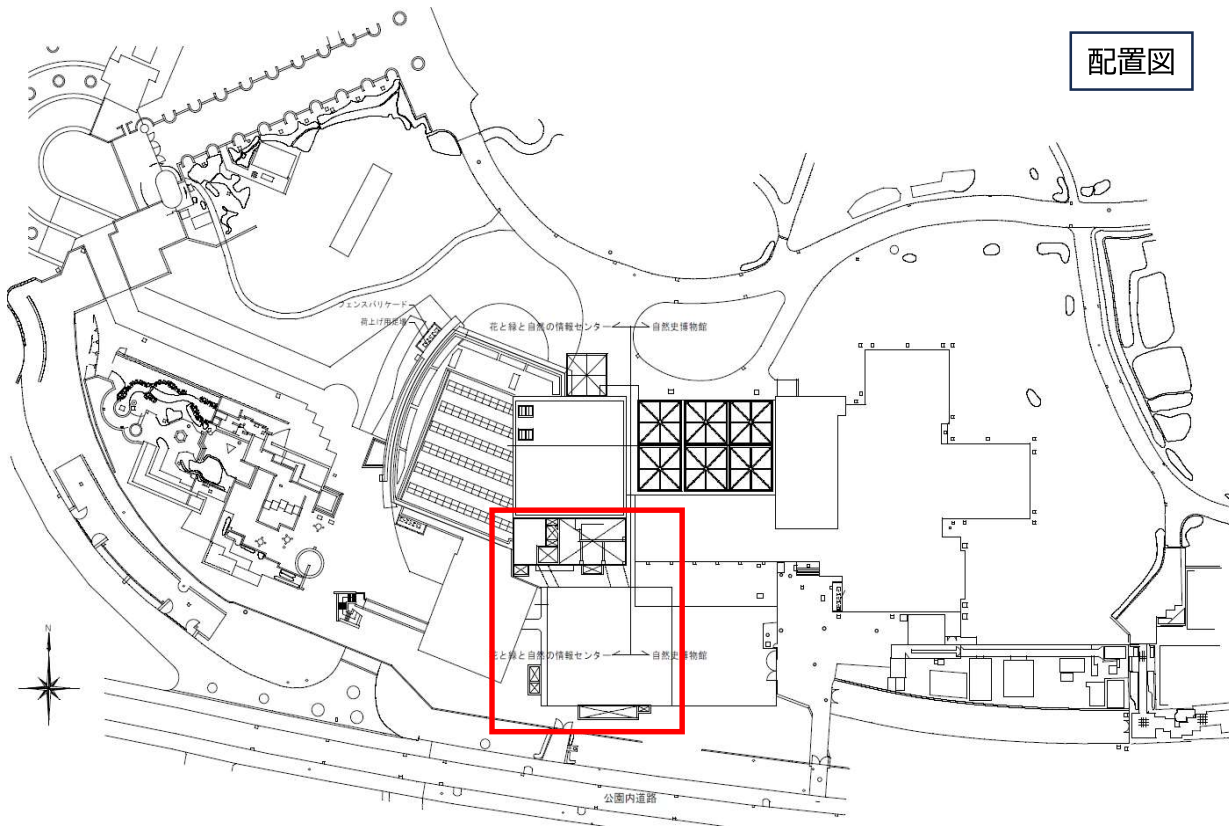 配置図
フェンスバリケード
荷上げ用足場
花と緑と自然の情報センター 自然史博物館
花と緑と自然の情報センター 自然史博物館
N
公園内道路